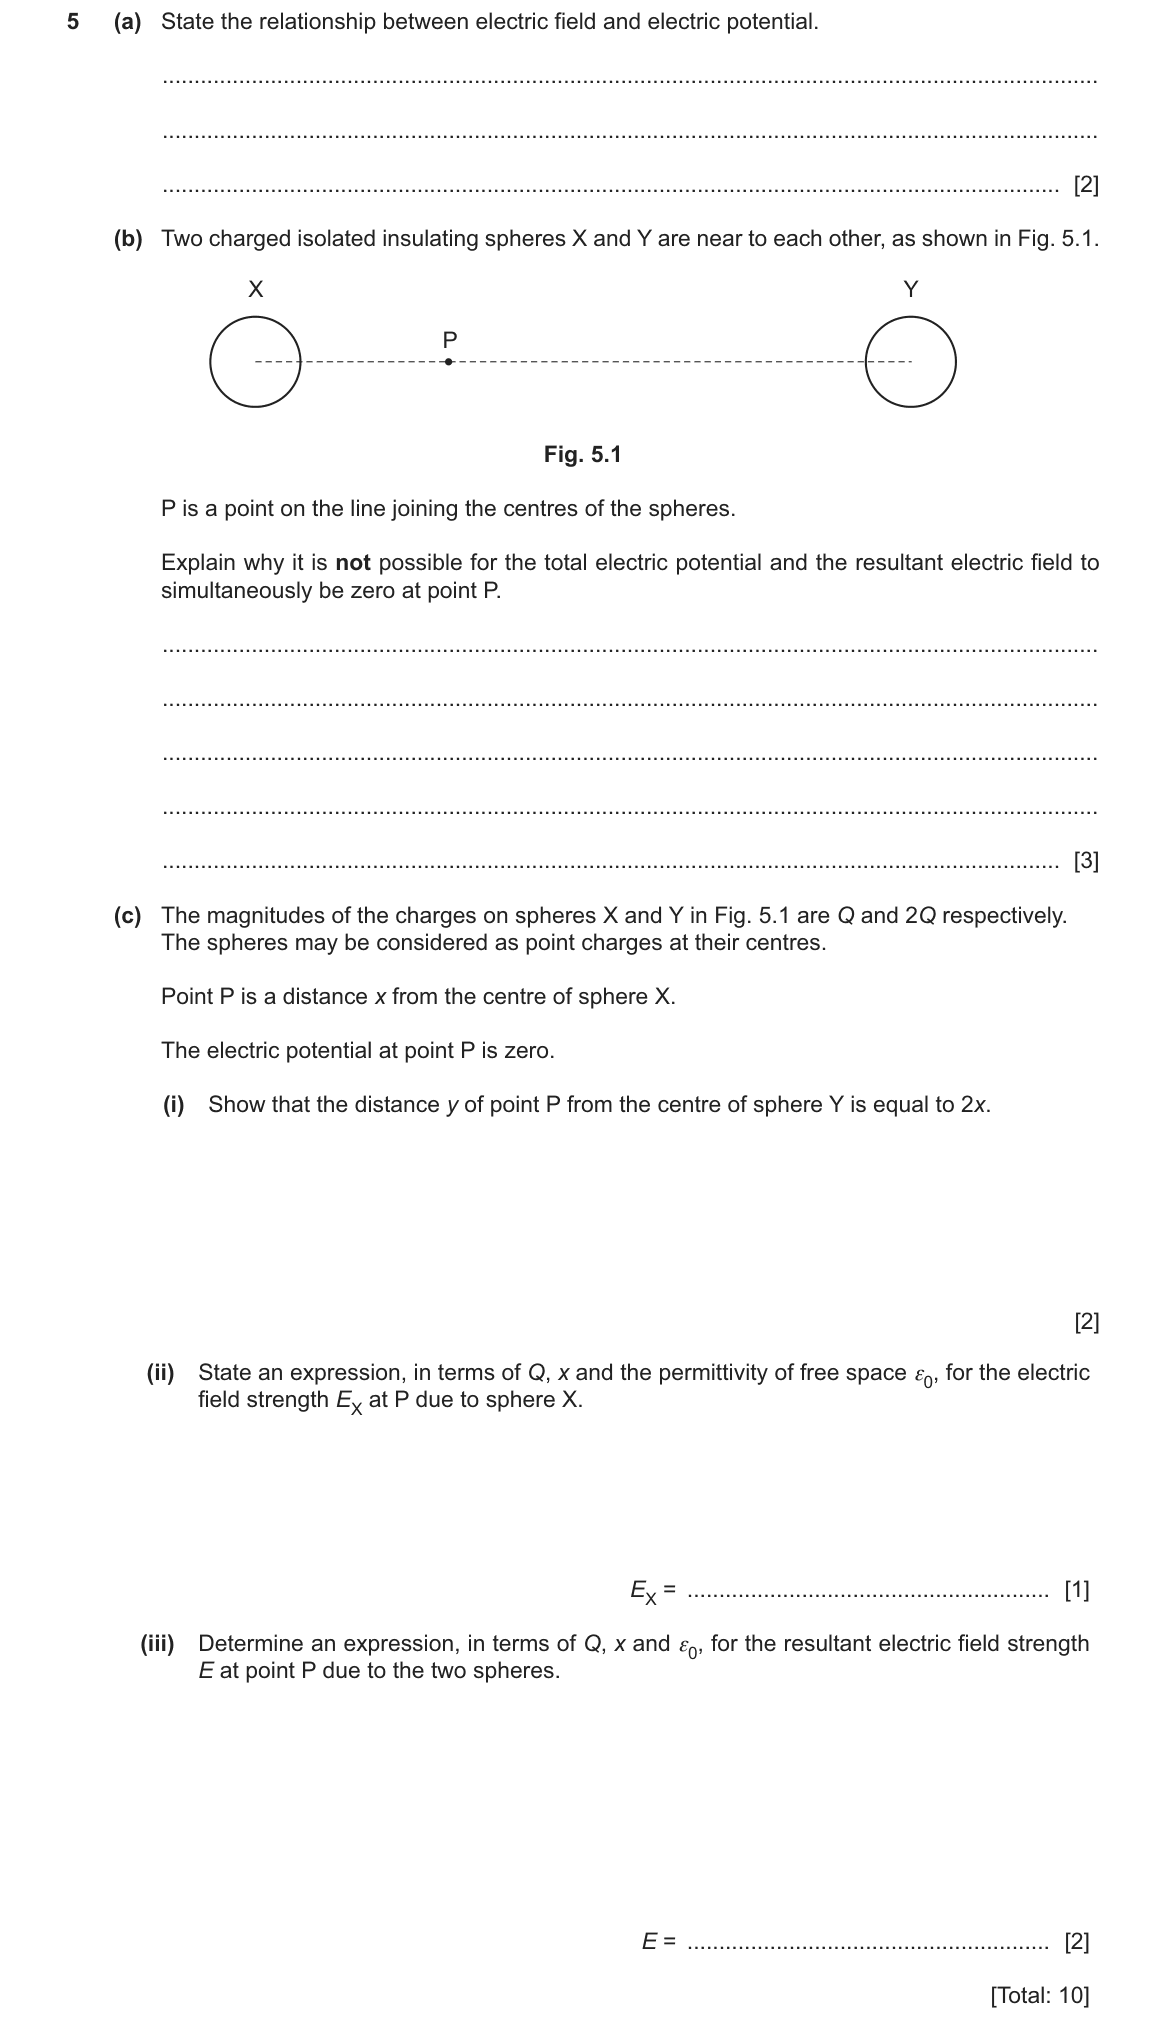 5 (a) State the relationship between electric field and electric potential.
..........................................................................................................................................................
..........................................................................................................................................................
.................................................................................................................................................... [2]
(b) Two charged isolated insulating spheres X and Y are near to each other, as shown in Fig. 5.1.
X Y
P
Fig. 5.1
P is a point on the line joining the centres of the spheres.
Explain why it is not possible for the total electric potential and the resultant electric field to
simultaneously be zero at point P.
..........................................................................................................................................................
..........................................................................................................................................................
..........................................................................................................................................................
..........................................................................................................................................................
.................................................................................................................................................... [3]
(c) The magnitudes of the charges on spheres X and Y in Fig. 5.1 are Q and 2Q respectively.
The spheres may be considered as point charges at their centres.
Point P is a distance x from the centre of sphere X.
The electric potential at point P is zero.
(i) Show that the distance y of point P from the centre of sphere Y is equal to 2x.
[2]
(ii) State an expression, in terms of Q, x and the permittivity of free space ε₀, for the electric
field strength Eₓ at P due to sphere X.
Eₓ = ......................................................... [1]
(iii) Determine an expression, in terms of Q, x and ε₀, for the resultant electric field strength
E at point P due to the two spheres.
E = ......................................................... [2]
[Total: 10]